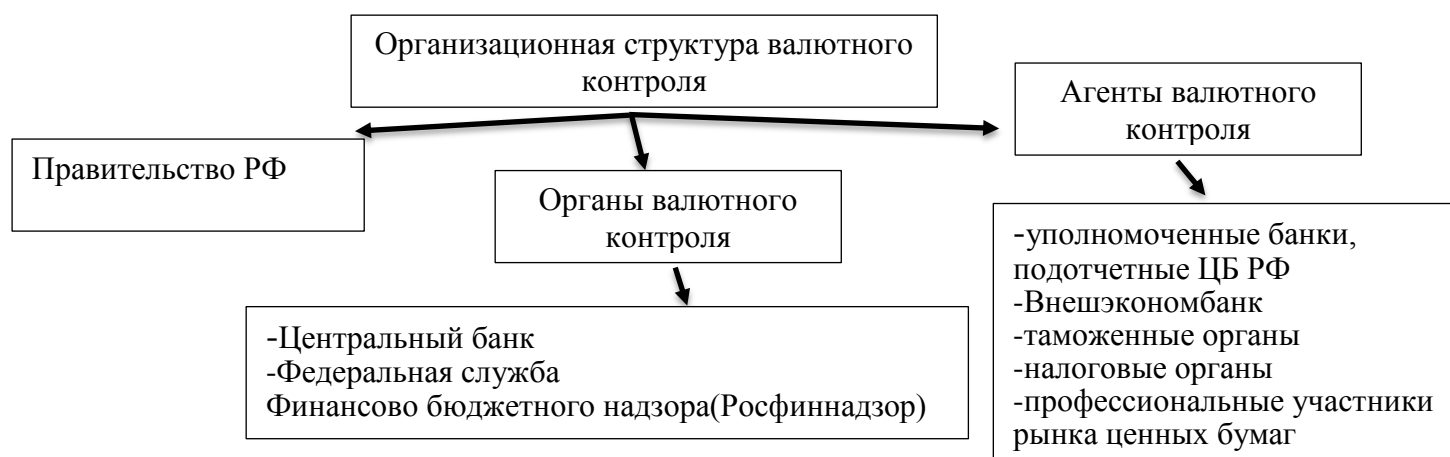 Организационная структура валютного
контроля
Агенты валютного
контроля
Правительство РФ
Органы валютного
контроля
-уполномоченные банки,
подотчетные ЦБ РФ
-Внешэкономбанк
-таможенные органы
-налоговые органы
-профессиональные участники
рынка ценных бумаг
-Центральный банк
-Федеральная служба
Финансово бюджетного надзора(Росфиннадзор)